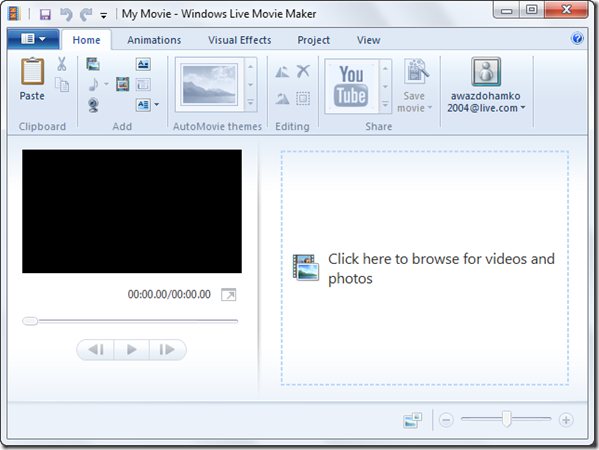 My Movie - Windows Live Movie Maker
Home Animations Visual Effects Project View
Paste
Clipboard
Add
AutoMovie themes
Editing
You
Tube
Share
Save
movie
awazdohamko
2004@live.com
Click here to browse for videos and
photos
00:00.00/00:00.00